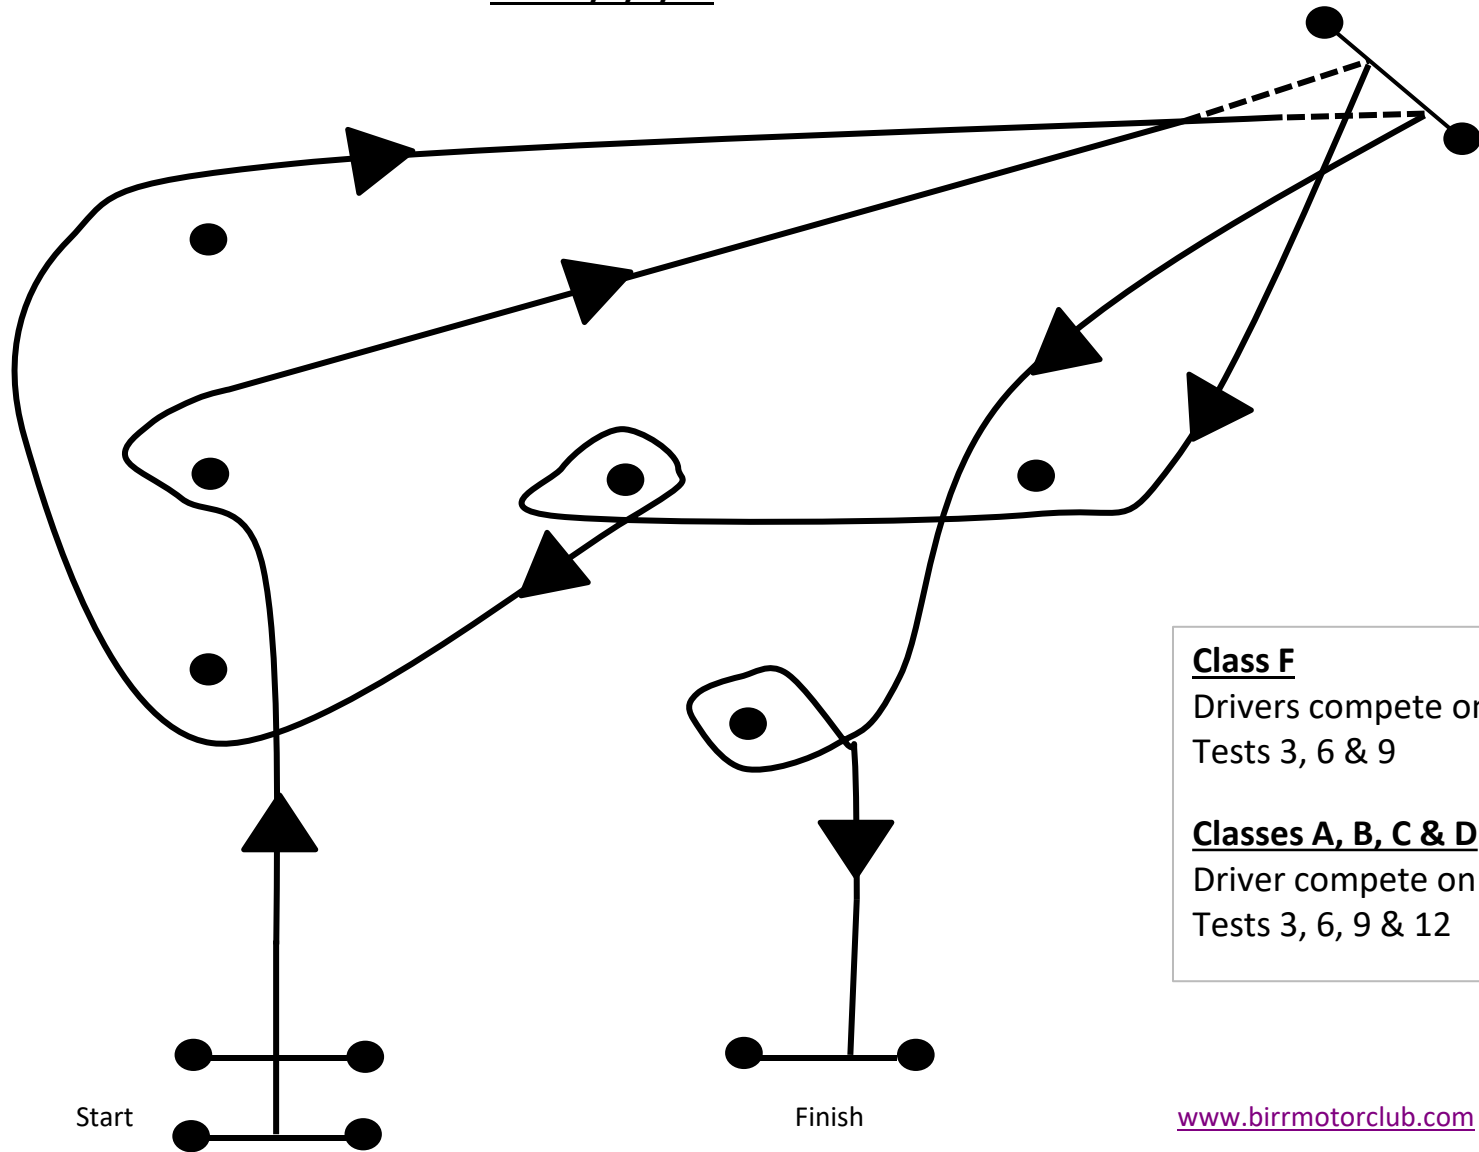 Class F
Drivers compete on
Tests 3, 6 & 9
Classes A, B, C & D
Driver compete on
Tests 3, 6, 9 & 12
Start
Finish
www.birrmotorclub.com